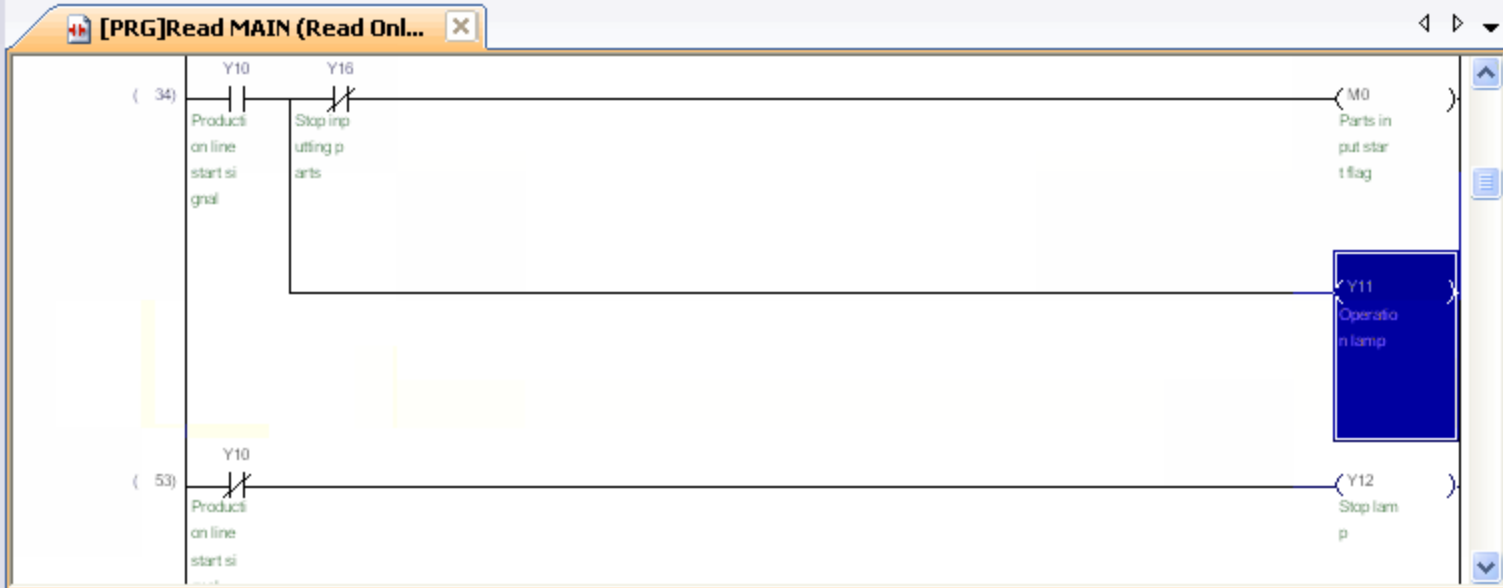 [PRG]Read MAIN (Read Onl...
Y10 Y16
( 34) ( M0 )
Producti Stop inp Parts in
on line utting p put star
start si arts t flag
gnal
( Y11 )
Operatio
n lamp
Y10
( 53) ( Y12 )
Producti Stop lam
on line p
start si